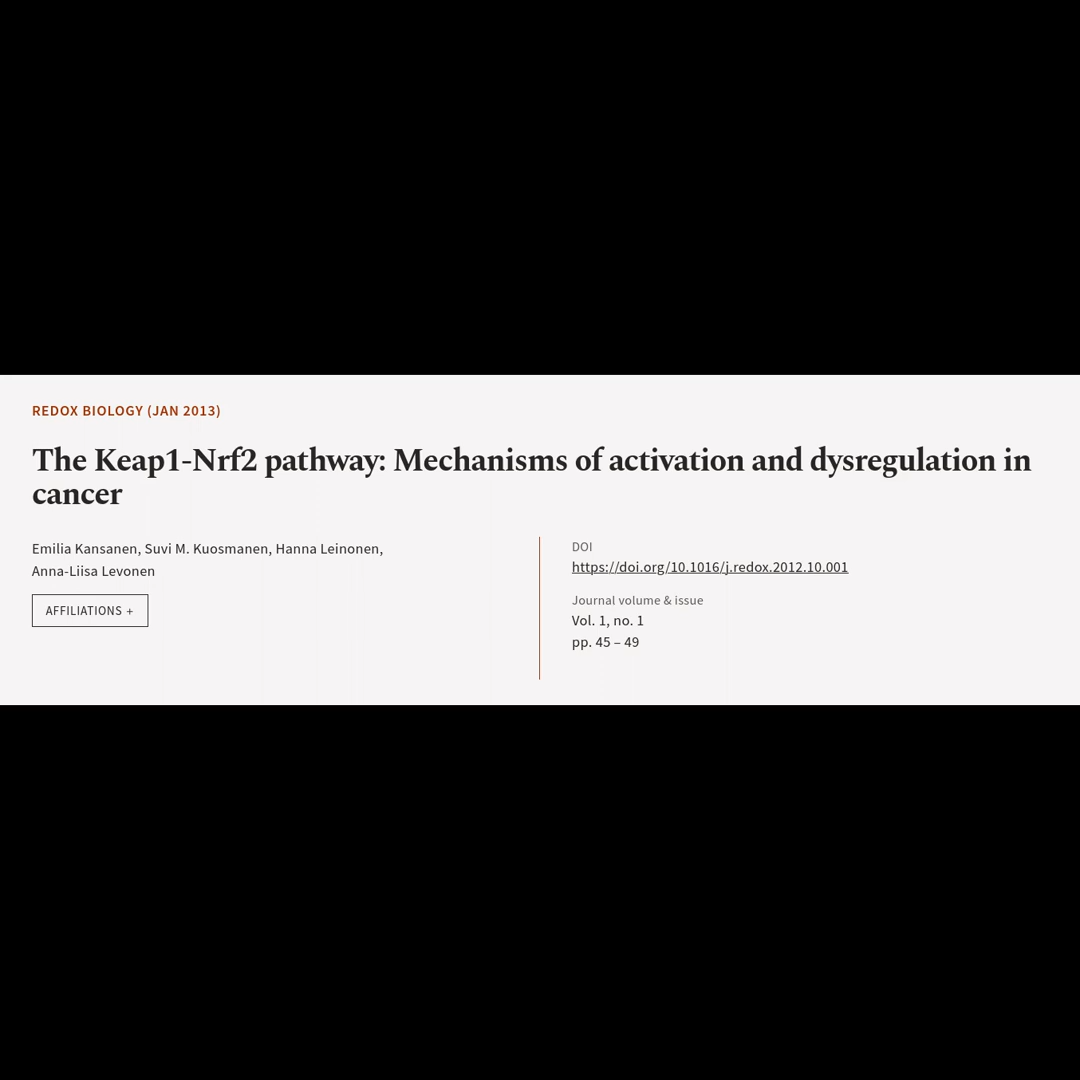 REDOX BIOLOGY (JAN 2013)
The Keap1-Nrf2 pathway: Mechanisms of activation and dysregulation in
cancer
Emilia Kansanen, Suvi M. Kuosmanen, Hanna Leinonen,
Anna-Liisa Levonen
AFFILIATIONS +
DOI
https://doi.org/10.1016/j.redox.2012.10.001
Journal volume & issue
Vol. 1, no. 1
pp. 45 – 49